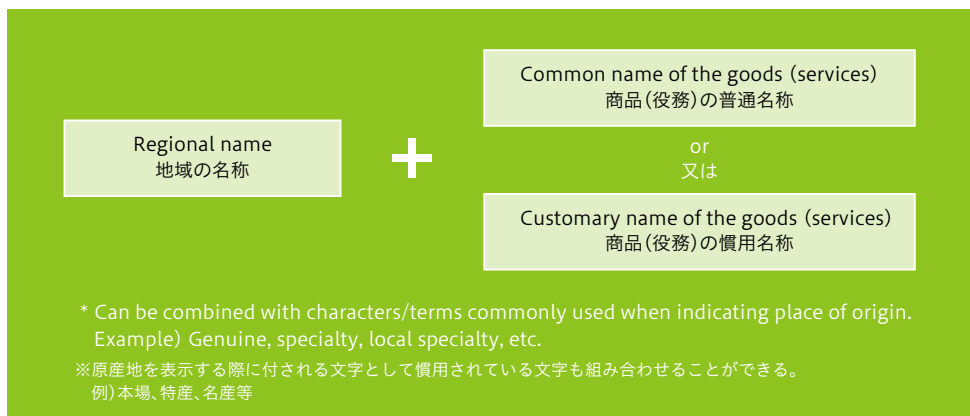 Regional name
地域の名称
Common name of the goods (services)
商品(役務)の普通名称
or
又は
Customary name of the goods (services)
商品(役務)の慣用名称
* Can be combined with characters/terms commonly used when indicating place of origin.
Example) Genuine, specialty, local specialty, etc.
※原産地を表示する際に付される文字として慣用されている文字も組み合わせることができる。
例)本場、特産、名産等